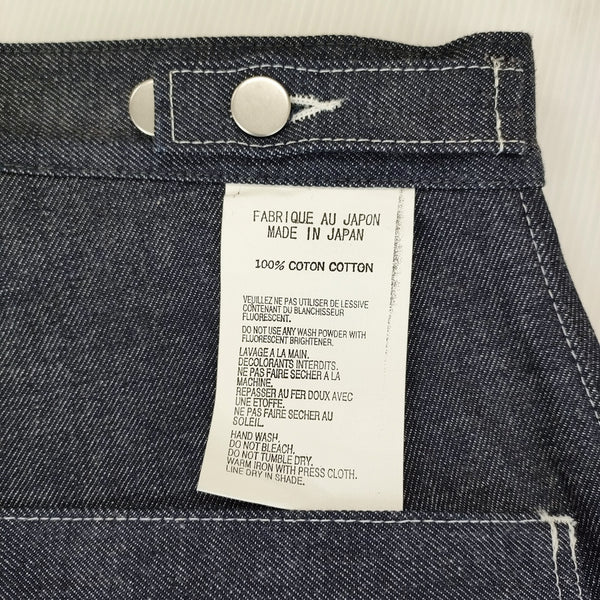 FABRIQUE AU JAPON
MADE IN JAPAN
100% COTON COTTON
VEUILLEZ NE PAS UTILISER DE LESSIVE
CONTENANT DU BLANCHISSEUR
FLUORESCENT.
DO NOT USE ANY WASH POWDER WITH
FLUORESCENT BRIGHTENER.
LAVAGE A LA MAIN.
DECOLORANTS INTERDITS.
NE PAS FAIRE SECHER A LA
MACHINE.
REPASSER AU FER DOUX AVEC
UNE ETOFFE.
NE PAS FAIRE SECHER AU
SOLEIL.
HAND WASH.
DO NOT BLEACH.
DO NOT TUMBLE DRY.
WARM IRON WITH PRESS CLOTH.
LINE DRY IN SHADE.